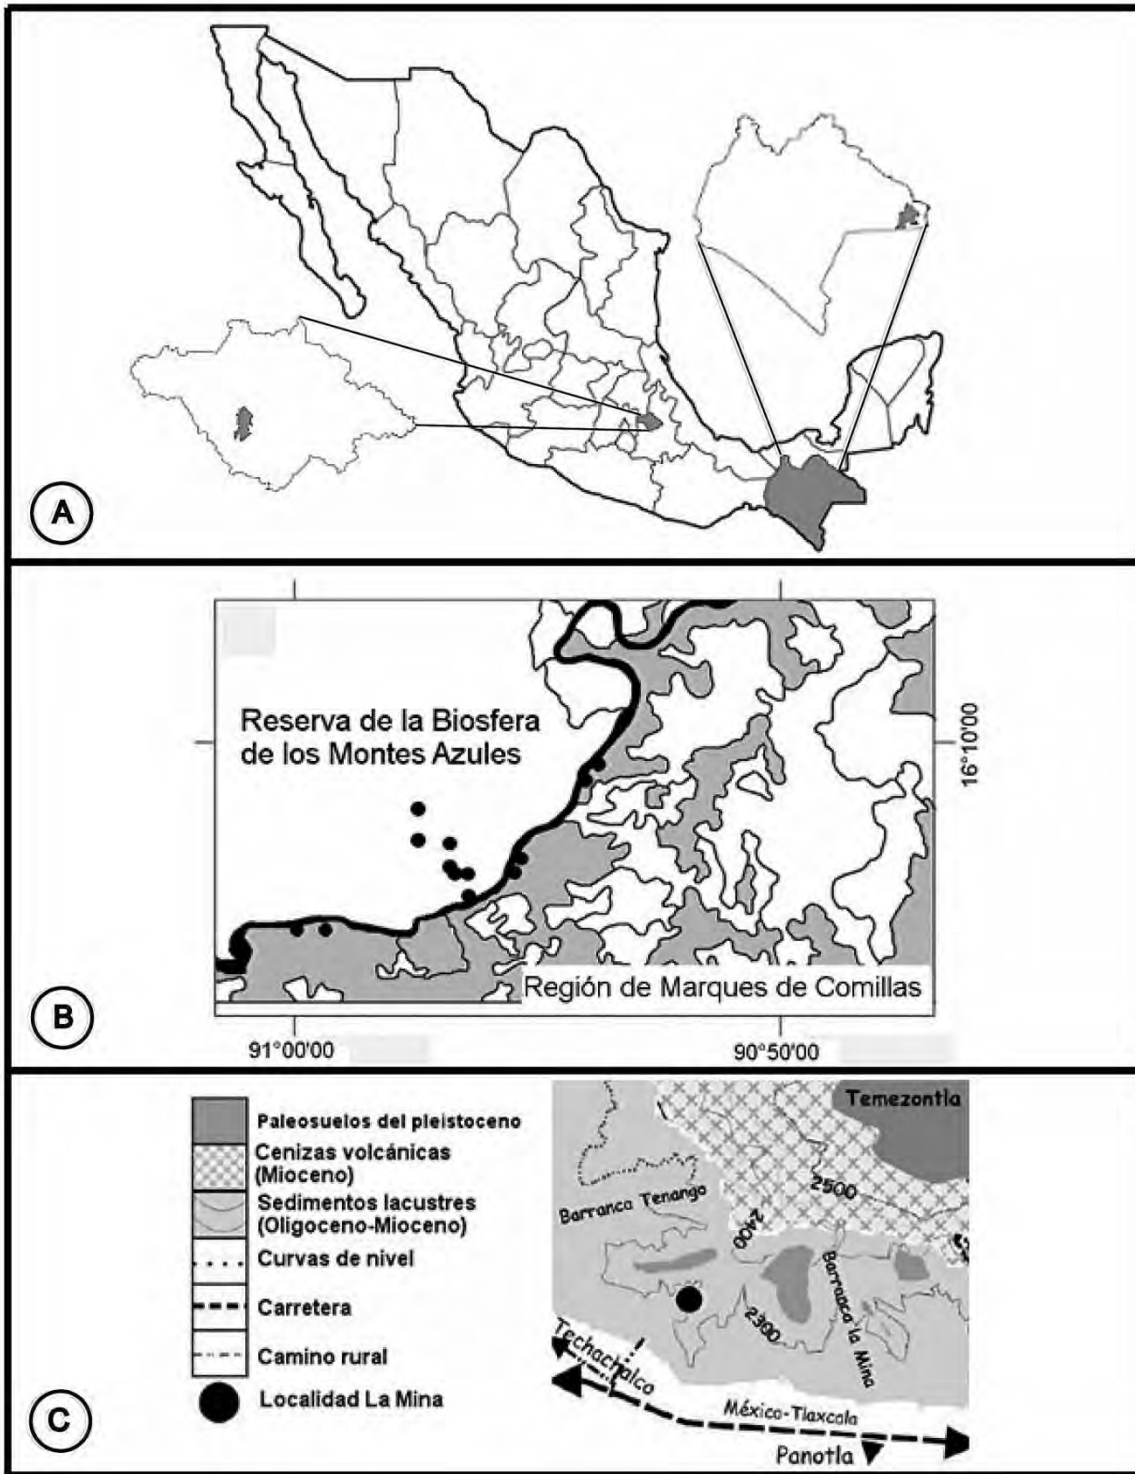 A
Reserva de la Biosfera
de los Montes Azules
16°10'00
Región de Marques de Comillas
B
91°00'00
90°50'00
Paleosuelos del pleistoceno
Cenizas volcánicas
(Mioceno)
Sedimentos lacustres
(Oligoceno-Mioceno)
Curvas de nivel
Carretera
Camino rural
Localidad La Mina
C
Temezontla
2500
Barranca Tenango
2400
Barranca la Mina
2300
Techachalco
México-Tlaxcala
Panotla